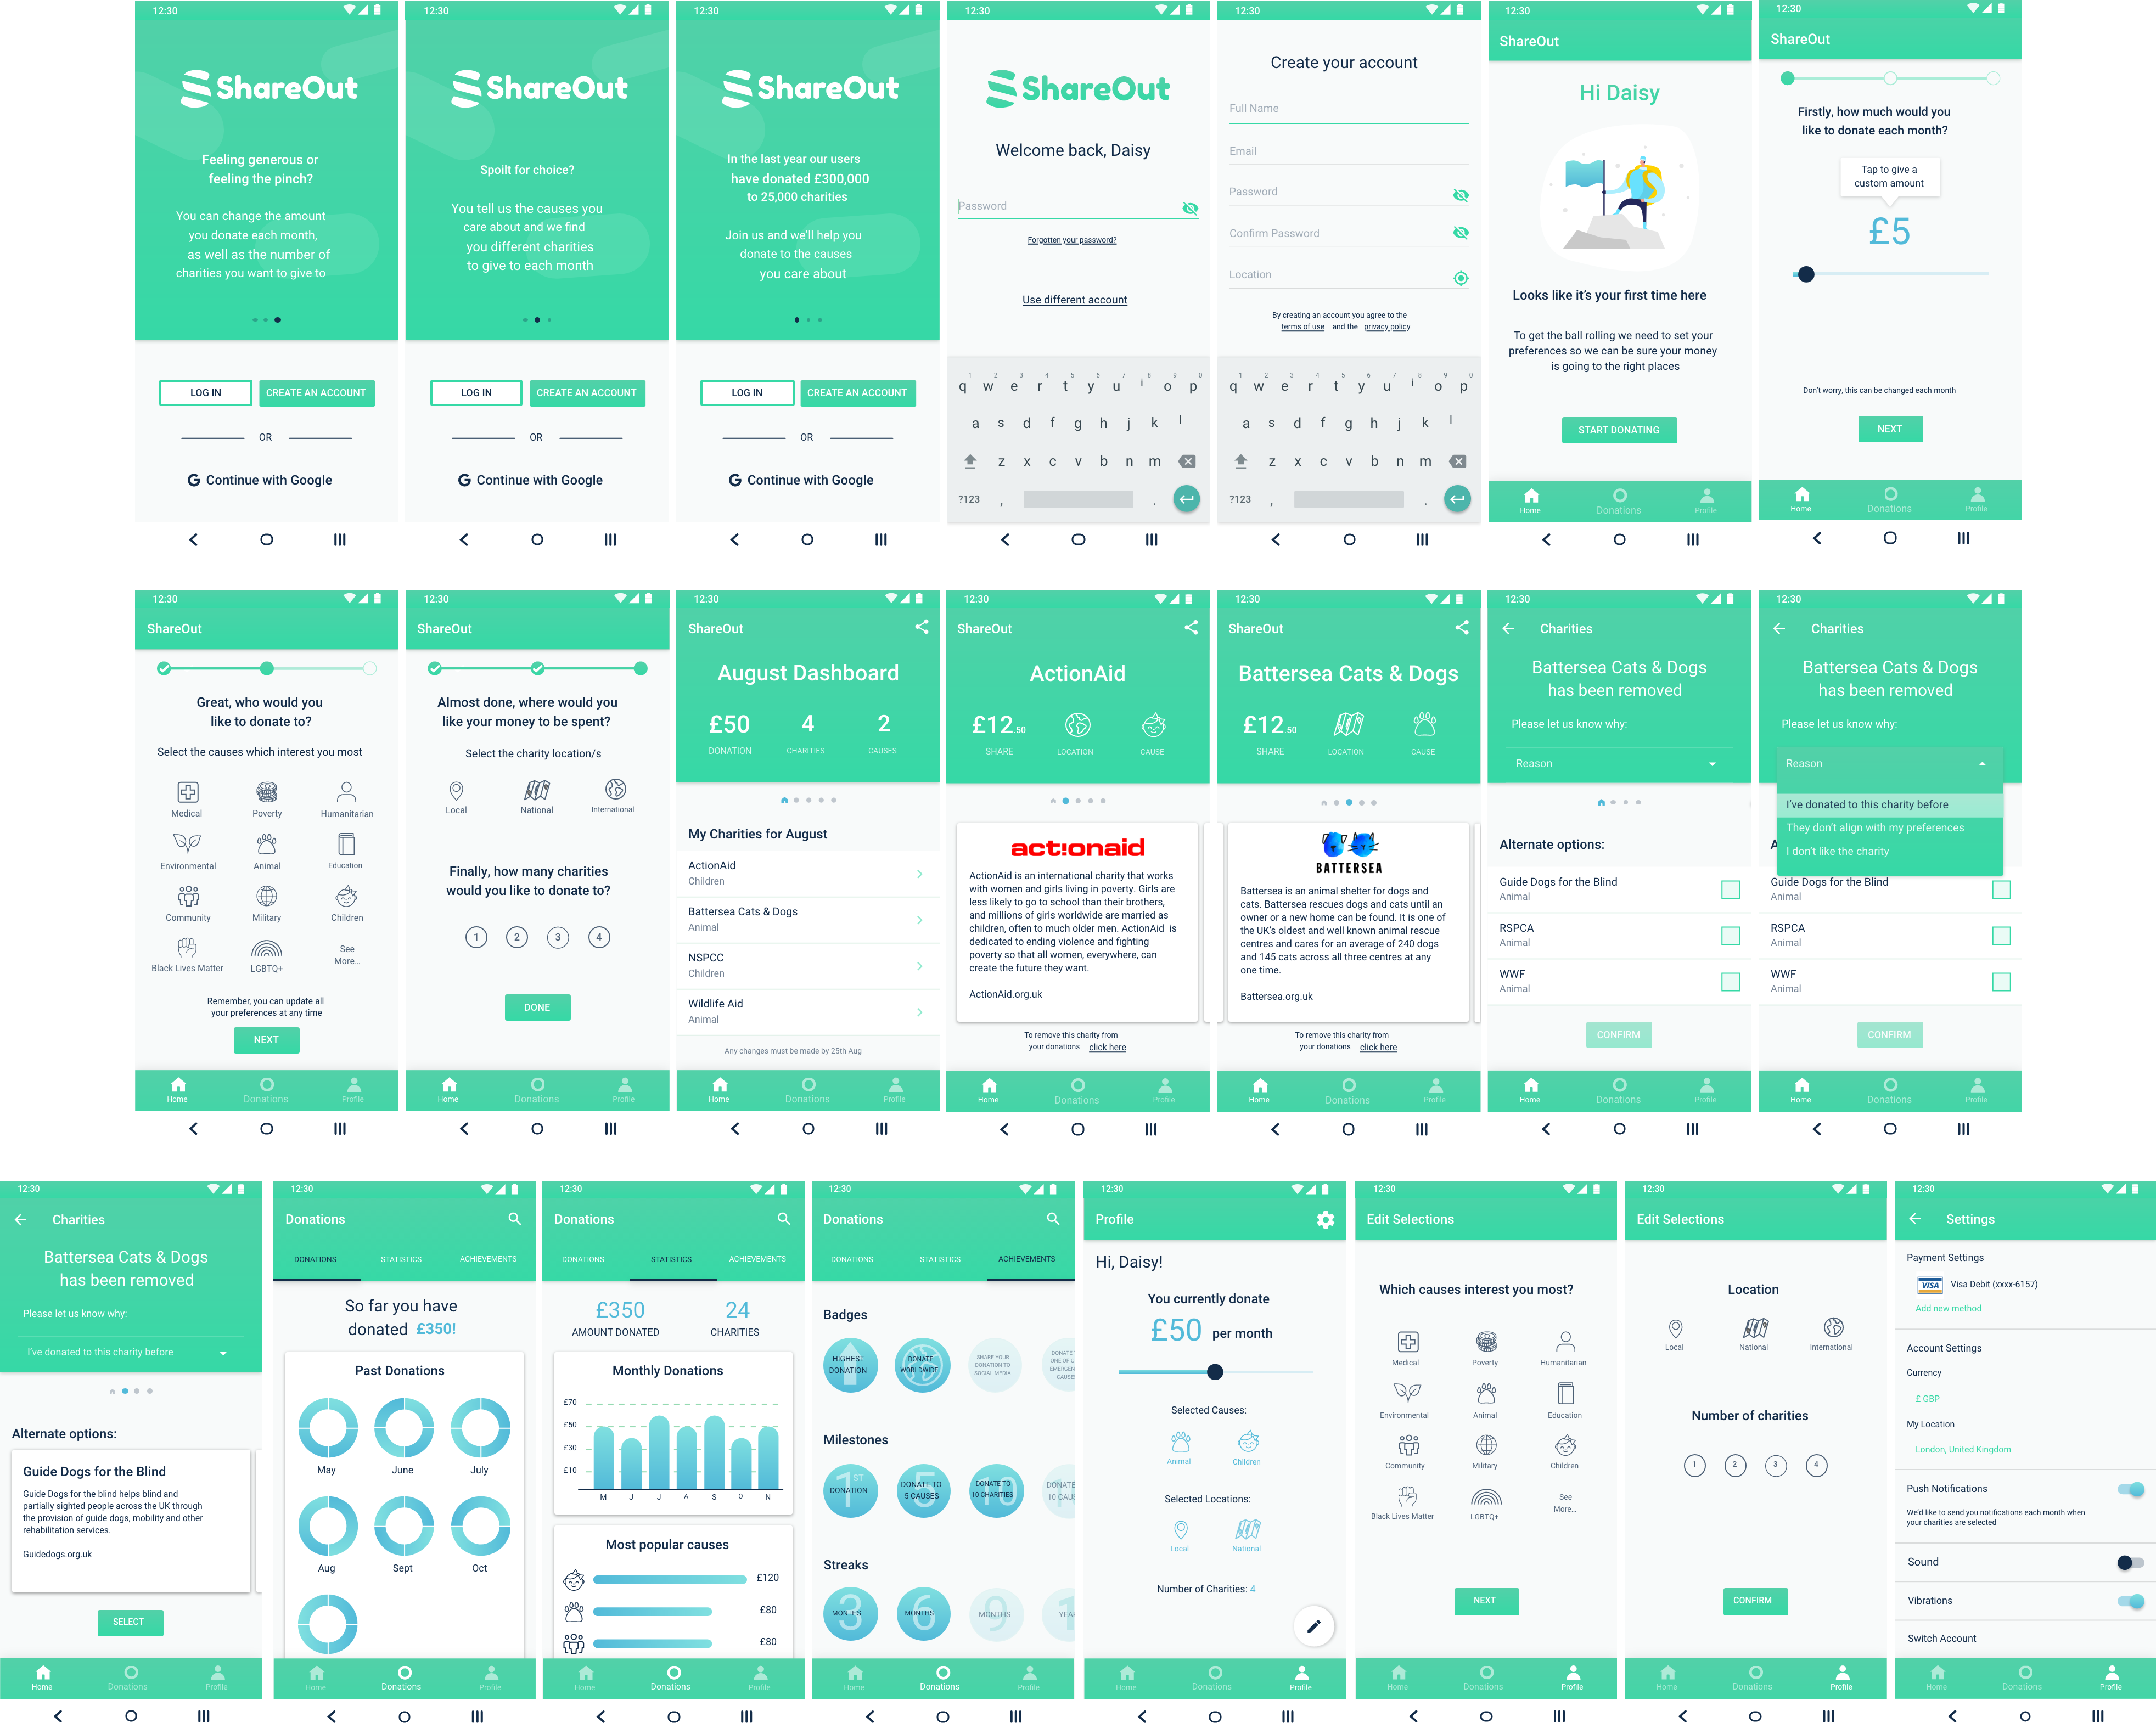 12:30
ShareOut
Feeling generous or
feeling the pinch?
You can change the amount
you donate each month,
as well as the number of
charities you want to give to
LOG IN
CREATE AN ACCOUNT
OR
Continue with Google
12:30
ShareOut
Spoilt for choice?
You tell us the causes you
care about and we find
you different charities
to give to each month
LOG IN
CREATE AN ACCOUNT
OR
Continue with Google
12:30
ShareOut
In the last year our users
have donated £300,000
to 25,000 charities
Join us and we'll help you
donate to the causes
you care about
LOG IN
CREATE AN ACCOUNT
OR
Continue with Google
12:30
ShareOut
Welcome back, Daisy
Password
Forgotten your password?
Use different account
1 2 3 4 5 6 7 8 9 0
q w e r t y u i o p
a s d f g h j k l
z x c v b n m
?123 , .
12:30
Create your account
Full Name
Email
Password
Confirm Password
Location
By creating an account you agree to the
terms of use and the privacy policy
1 2 3 4 5 6 7 8 9 0
q w e r t y u i o p
a s d f g h j k l
z x c v b n m
?123 , .
12:30
ShareOut
Hi Daisy
Looks like it's your first time here
To get the ball rolling we need to set your
preferences so we can be sure your money
is going to the right places
START DONATING
Home Donations Profile
12:30
ShareOut
Firstly, how much would you
like to donate each month?
Tap to give a
custom amount
£5
Don't worry, this can be changed each month
NEXT
Home Donations Profile
12:30
ShareOut
Great, who would you
like to donate to?
Select the causes which interest you most
Medical Poverty Humanitarian
Environmental Animal Education
Community Military Children
Black Lives Matter LGBTQ+ See
More...
Remember, you can update all
your preferences at any time
NEXT
Home Donations Profile
12:30
ShareOut
Almost done, where would you
like your money to be spent?
Select the charity location/s
Local National International
Finally, how many charities
would you like to donate to?
1 2 3 4
DONE
Home Donations Profile
12:30
ShareOut
August Dashboard
£50 4 2
DONATION CHARITIES CAUSES
My Charities for August
ActionAid
Children
Battersea Cats & Dogs
Animal
NSPCC
Children
Wildlife Aid
Animal
Any changes must be made by 25th Aug
Home Donations Profile
12:30
ShareOut
ActionAid
£12.50
SHARE LOCATION CAUSE
act:onaid
ActionAid is an international charity that works
with women and girls living in poverty. Girls are
less likely to go to school than their brothers,
and millions of girls worldwide are married as
children, often to much older men. ActionAid is
dedicated to ending violence and fighting
poverty so that all women, everywhere, can
create the future they want.
ActionAid.org.uk
To remove this charity from
your donations click here
Home Donations Profile
12:30
ShareOut
Battersea Cats & Dogs
£12.50
SHARE LOCATION CAUSE
BATTERSEA
Battersea is an animal shelter for dogs and
cats. Battersea rescues dogs and cats until an
owner or a new home can be found. It is one of
the UK's oldest and well known animal rescue
centres and cares for an average of 240 dogs
and 145 cats across all three centres at any
one time.
Battersea.org.uk
To remove this charity from
your donations click here
Home Donations Profile
12:30
Charities
Battersea Cats & Dogs
has been removed
Please let us know why:
Reason
Alternate options:
Guide Dogs for the Blind
Animal
RSPCA
Animal
WWF
Animal
CONFIRM
Home Donations Profile
12:30
Charities
Battersea Cats & Dogs
has been removed
Please let us know why:
Reason
I've donated to this charity before
They don't align with my preferences
I don't like the charity
A
Guide Dogs for the Blind
Animal
RSPCA
Animal
WWF
Animal
CONFIRM
Home Donations Profile
12:30
Charities
Battersea Cats & Dogs
has been removed
Please let us know why:
I've donated to this charity before
Alternate options:
Guide Dogs for the Blind
Guide Dogs for the blind helps blind and
partially sighted people across the UK through
the provision of guide dogs, mobility and other
rehabilitation services.
Guidedogs.org.uk
SELECT
Home Donations Profile
12:30
Donations
DONATIONS STATISTICS ACHIEVEMENTS
So far you have
donated £350!
Past Donations
May June July
Aug Sept Oct
Home Donations Profile
12:30
Donations
DONATIONS STATISTICS ACHIEVEMENTS
£350 24
AMOUNT DONATED CHARITIES
Monthly Donations
£70
£50
£30
£10
M J J A S O N
Most popular causes
£120
£80
£80
Home Donations Profile
12:30
Donations
DONATIONS STATISTICS ACHIEVEMENTS
Badges
HIGHEST
DONATION
DONATE
WORLDWIDE
SHARE YOUR
DONATION TO
SOCIAL MEDIA
DONATE
ONE OF O
EMERGEN
CAUSE
Milestones
1ST
DONATION
5
DONATE TO
5 CAUSES
10
DONATE TO
10 CHARITIES
DONATE
10 CAUS
Streaks
3
MONTHS
6
MONTHS
9
MONTHS
1
YEA
Home Donations Profile
12:30
Profile
Hi, Daisy!
You currently donate
£50 per month
Selected Causes:
Animal Children
Selected Locations:
Local National
Number of Charities: 4
Home Donations Profile
12:30
Edit Selections
Which causes interest you most?
Medical Poverty Humanitarian
Environmental Animal Education
Community Military Children
Black Lives Matter LGBTQ+ See
More...
NEXT
Home Donations Profile
12:30
Edit Selections
Location
Local National International
Number of charities
1 2 3 4
CONFIRM
Home Donations Profile
12:30
Settings
Payment Settings
VISA Visa Debit (xxxx-6157)
Add new method
Account Settings
Currency
£ GBP
My Location
London, United Kingdom
Push Notifications
We'd like to send you notifications each month when
your charities are selected
Sound
Vibrations
Switch Account
Home Donations Profile